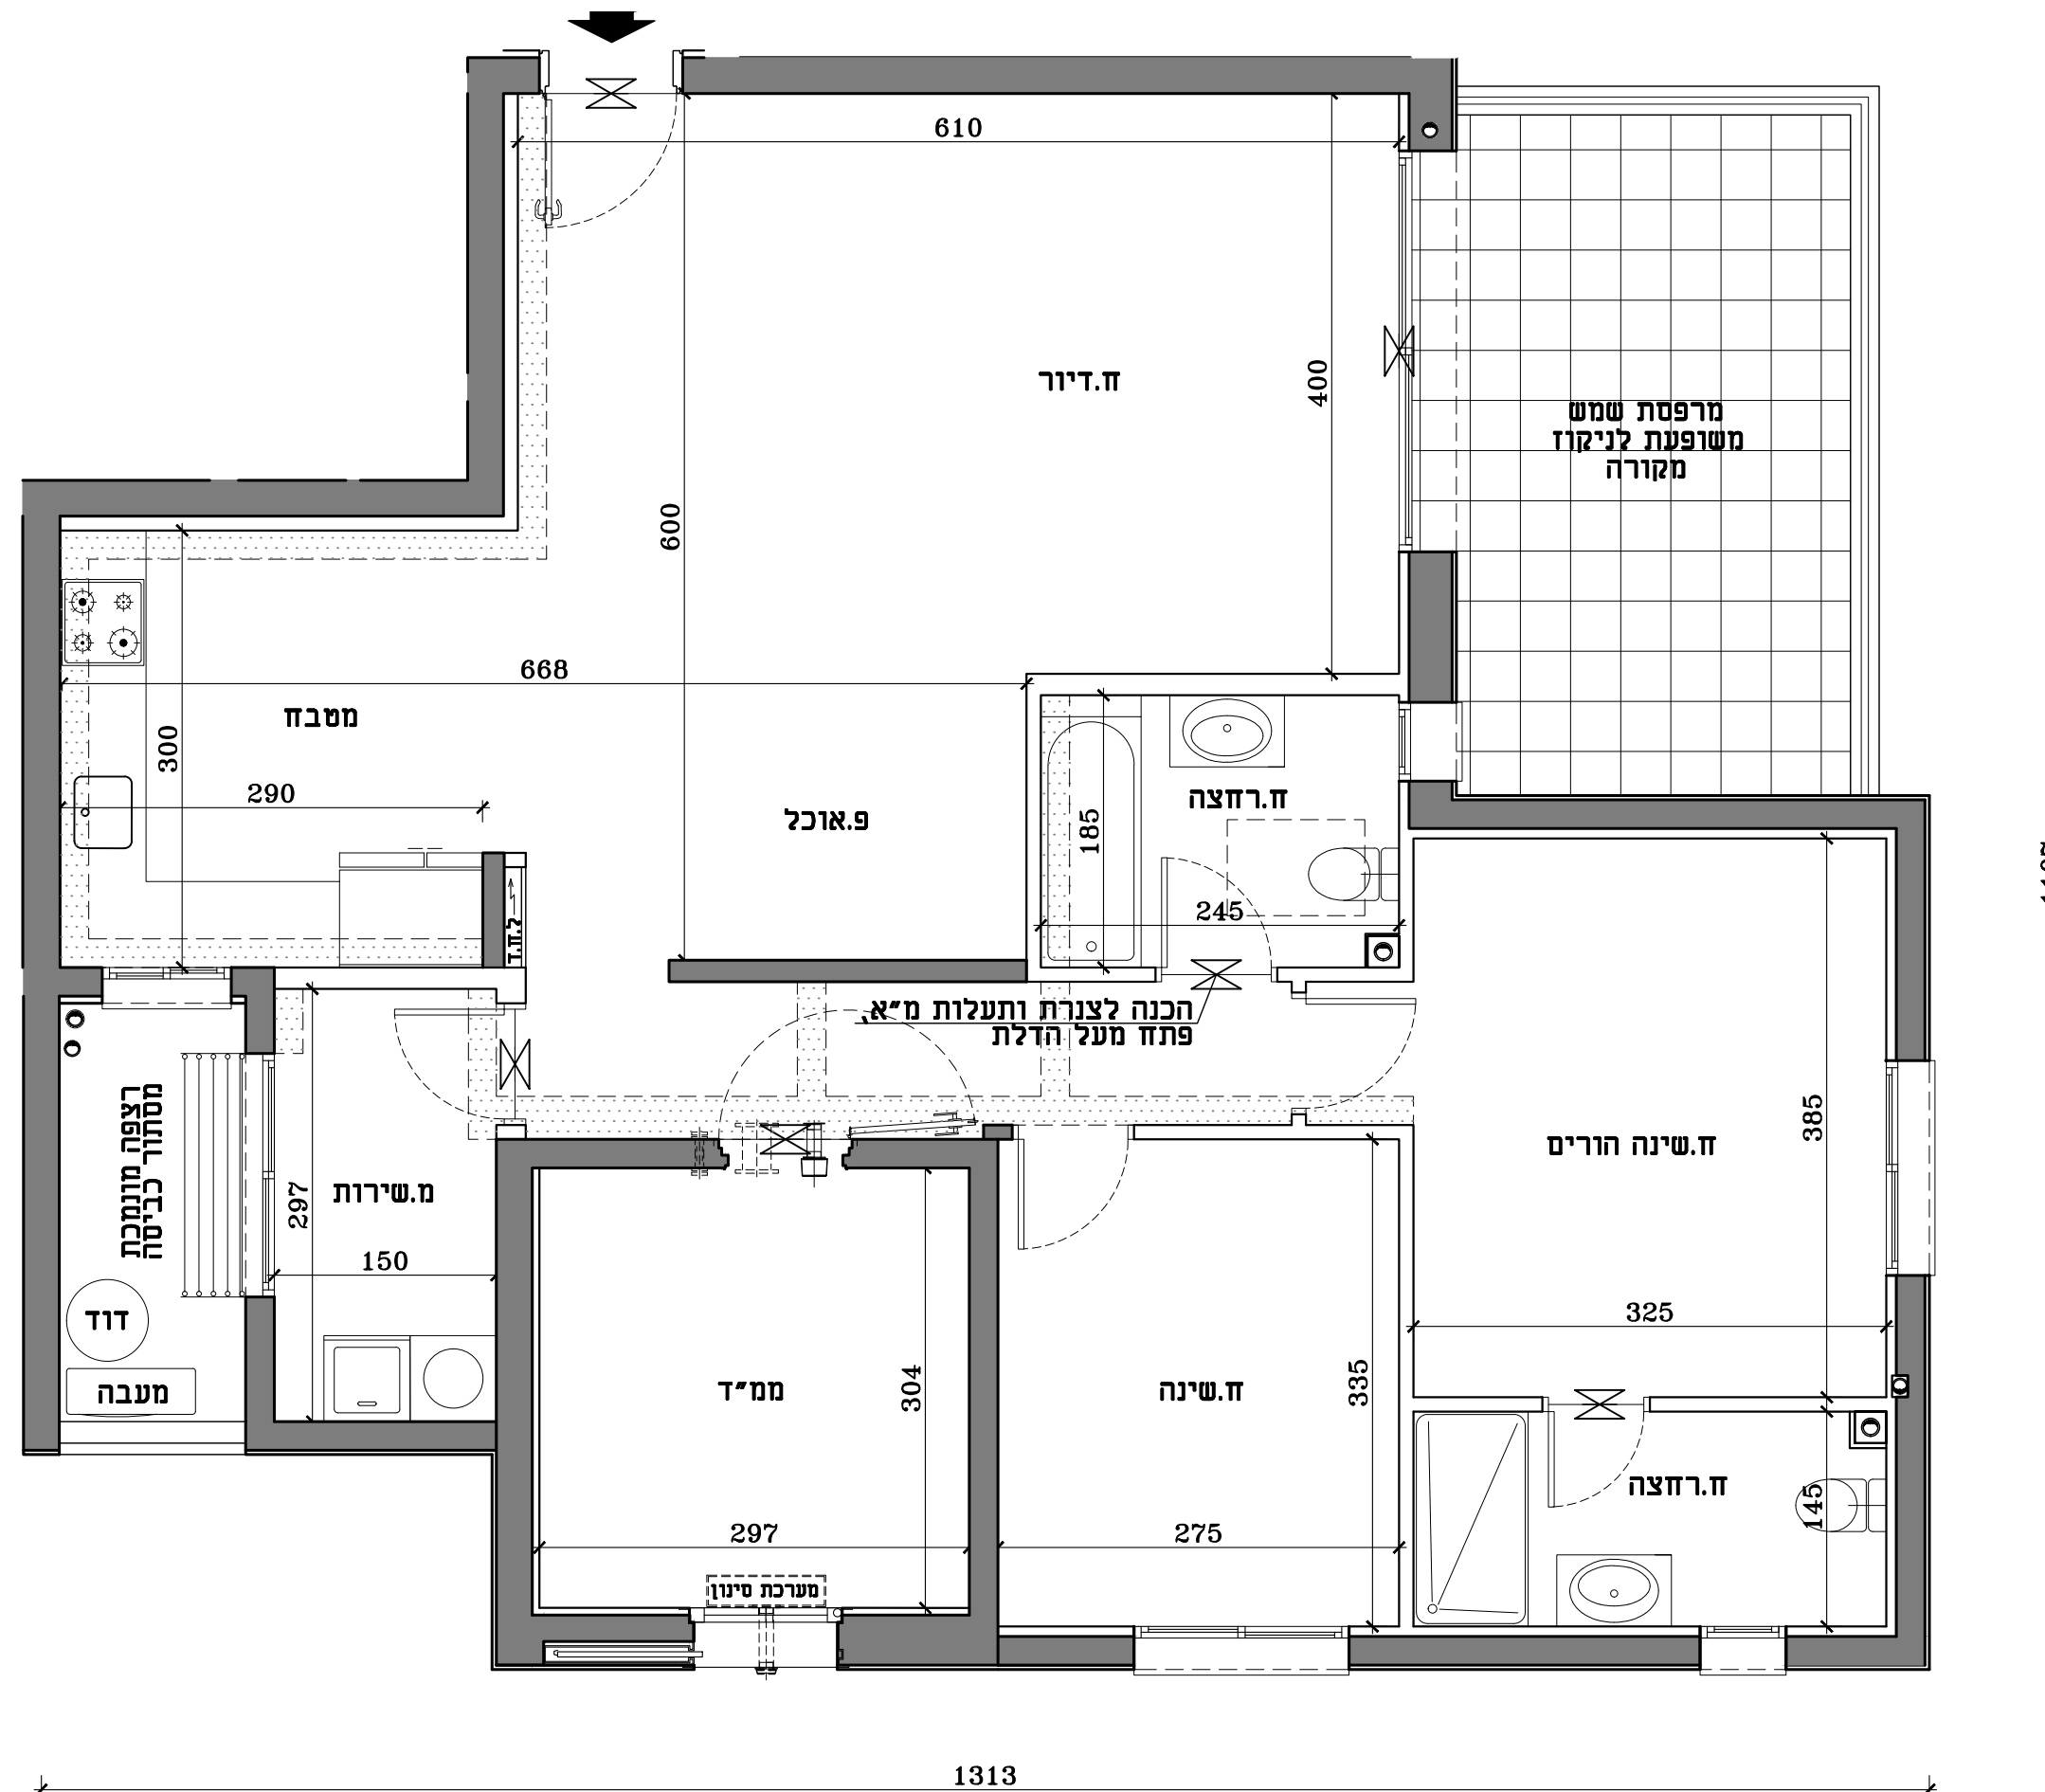 610
ח.דיור
400
מרפסת שמש
משופעת לניקוז
מקורה
600
668
מטבח
300
290
פ.אוכל
ח.רחצה
185
245
ל.ח.ד
הכנה לצנרת ותעלות מ״א,
פתח מעל הדלת
רצפה מונמכת
מסתור כביסה
מ.שירות
297
150
ח.שינה הורים
385
325
דוד
מעבה
ממ״ד
304
297
מערכת סינון
ח.שינה
335
275
ח.רחצה
145
1313